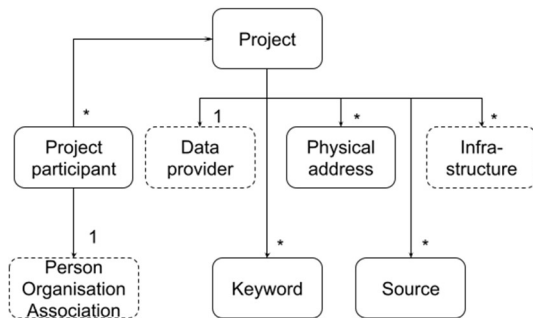 Project
*
1
*
*
Project
participant
Data
provider
Physical
address
Infra-
structure
1
*
*
Person
Organisation
Association
Keyword
Source